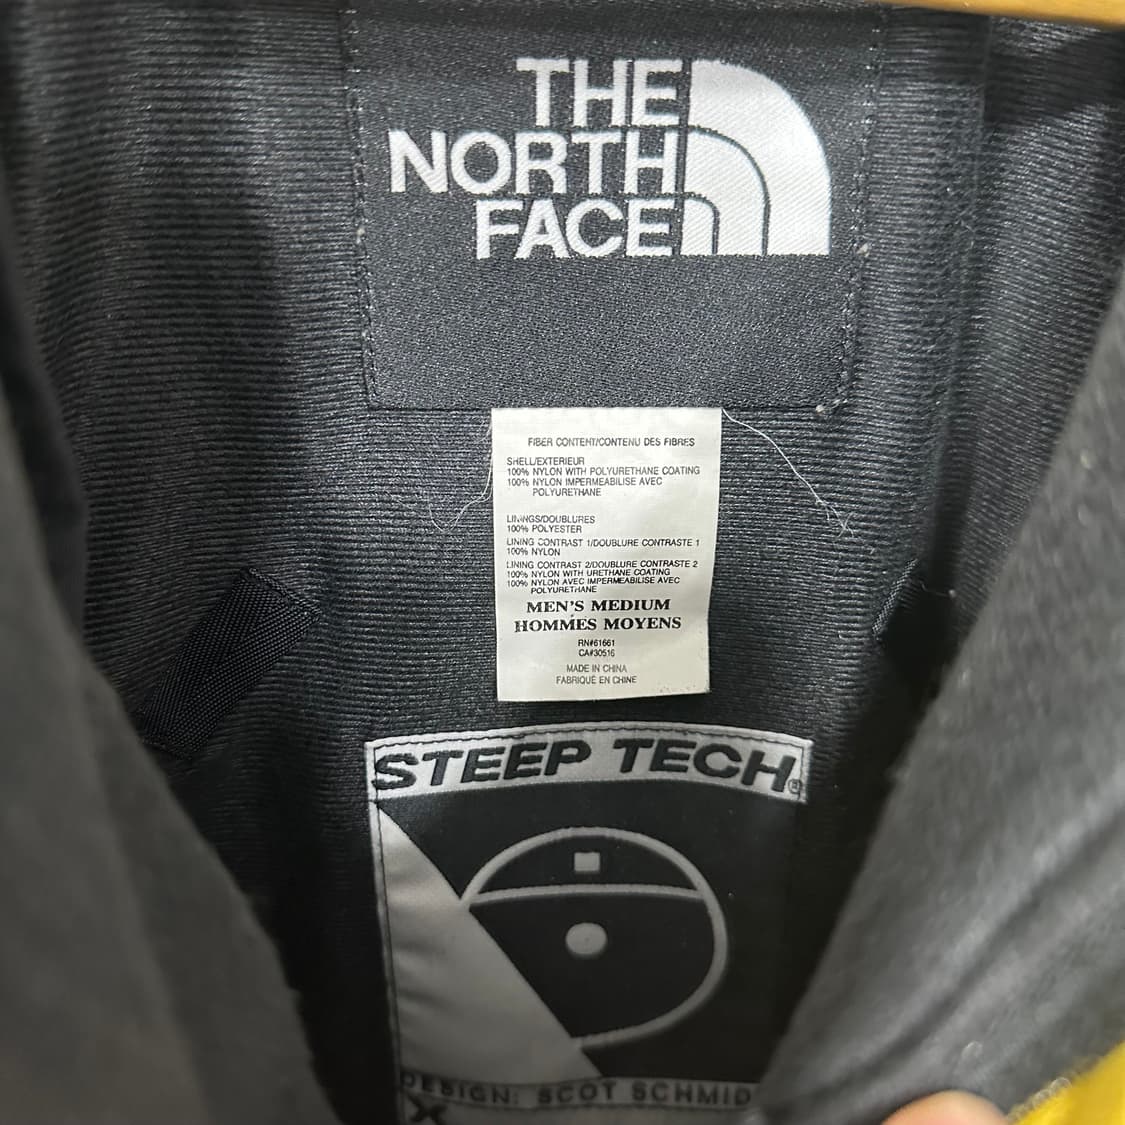 THE
NORTH
FACE
FIBER CONTENT/CONTENU DES FIBRES
SHELL/EXTERIEUR
100% NYLON WITH POLYURETHANE COATING
100% NYLON IMPERMEABILISE AVEC
POLYURETHANE
LININGS/DOUBLURES
100% POLYESTER
LINING CONTRAST 1/DOUBLURE CONTRASTE 1
100% NYLON
LINING CONTRAST 2/DOUBLURE CONTRASTE 2
100% NYLON WITH URETHANE COATING
100% NYLON AVEC IMPERMEABILISE AVEC
POLYURETHANE
MEN'S MEDIUM
HOMMES MOYENS
RN#61661
CA#30516
MADE IN CHINA
FABRIQUÉ EN CHINE
STEEP TECH®
DESIGN: SCOT SCHMID
X